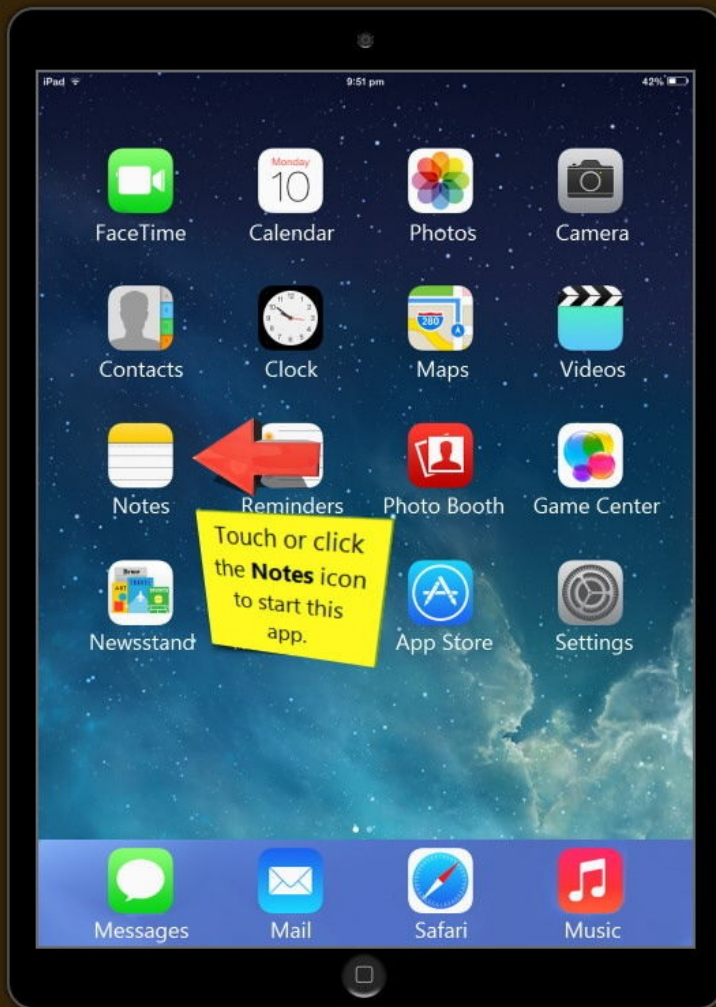 iPad 9:51 pm 42%
Monday
10
FaceTime Calendar Photos Camera
280
Contacts Clock Maps Videos
Notes Reminders Photo Booth Game Center
Touch or click
the Notes icon
to start this
app.
Newsstand App Store Settings
Messages Mail Safari Music